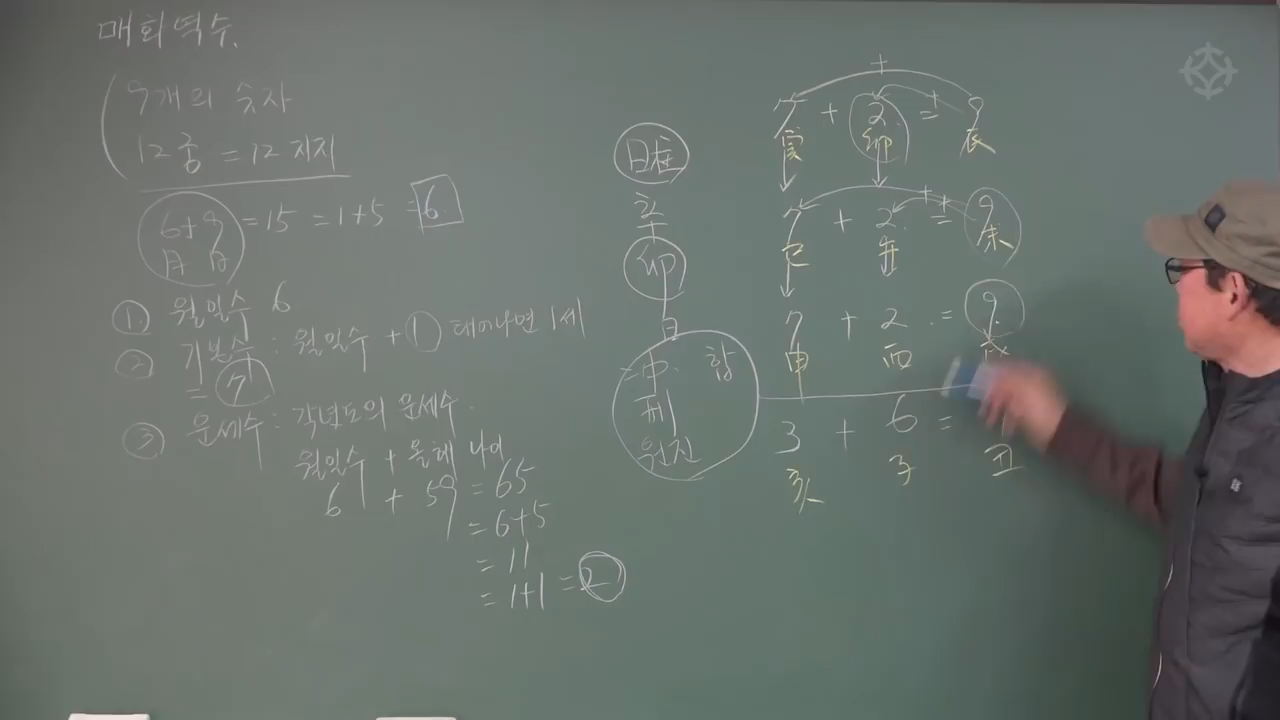 매화역수.
9개의 숫자
12궁 = 12지지
6+9 = 15 = 1+5 = 6
月 日
① 월일수 6
② 기본수 : 월일수 + ① 태어나면 1세
= 7
③ 운세수 : 각년도의 운세수.
월일수 + 올해 나이
6 + 59 = 65
= 6+5
= 11
= 1+1 = 2
日柱
辛
卯
日
= 冲. 합
刑
원진
+
7 + 2 = 9
寅 卯 辰
7 + 2 = 9
巳 午 未
7 + 2 = 9
申 酉 戌
3 + 6 =
亥 子 丑